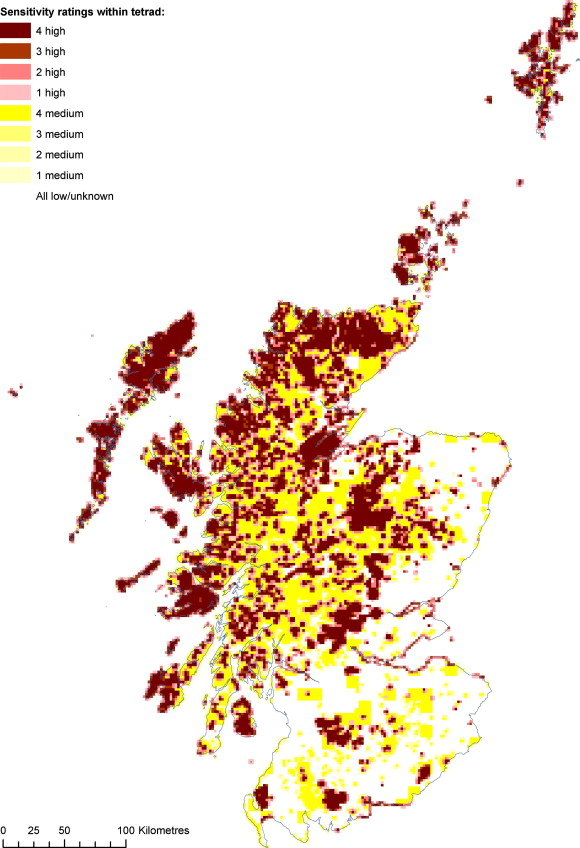 Sensitivity ratings within tetrad:
4 high
3 high
2 high
1 high
4 medium
3 medium
2 medium
1 medium
All low/unknown
0 25 50 100 Kilometres